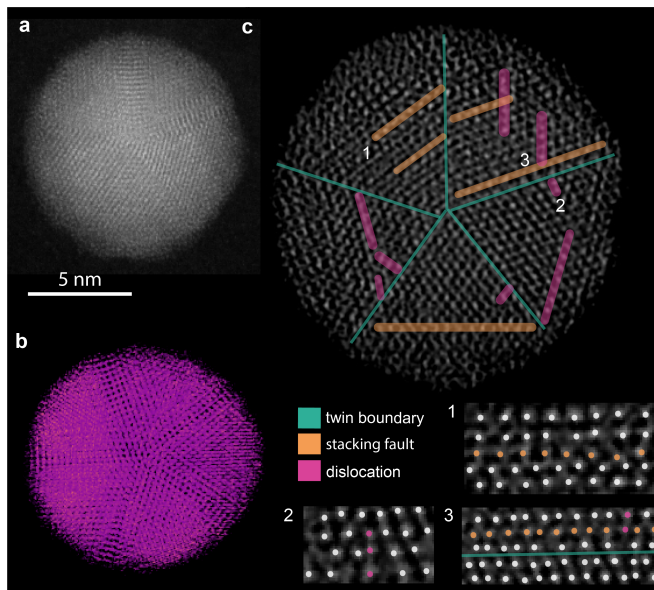 a
c
1
3
2
5 nm
b
twin boundary
stacking fault
dislocation
1
2
3